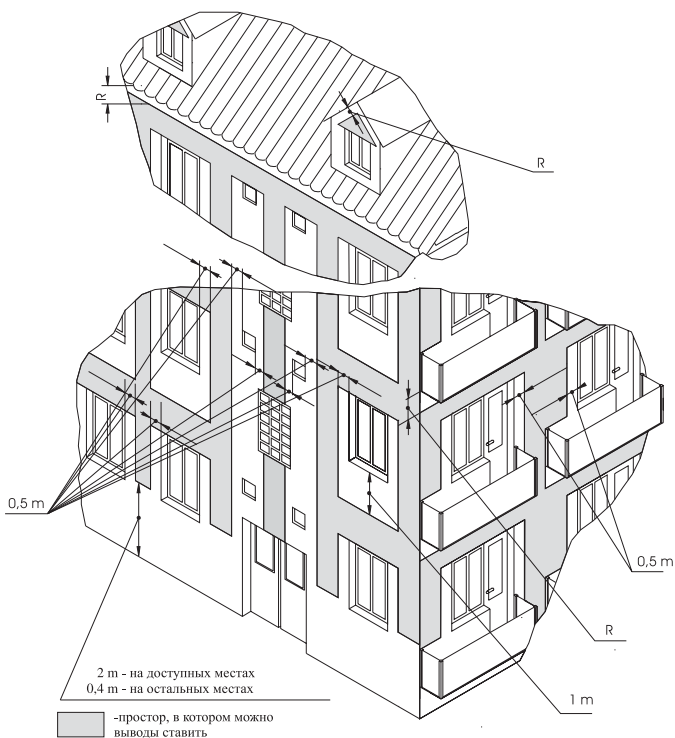 R
R
0,5 m
0,5 m
R
2 m - на доступных местах
0,4 m - на остальных местах
1 m
-простор, в котором можно
выводы ставить